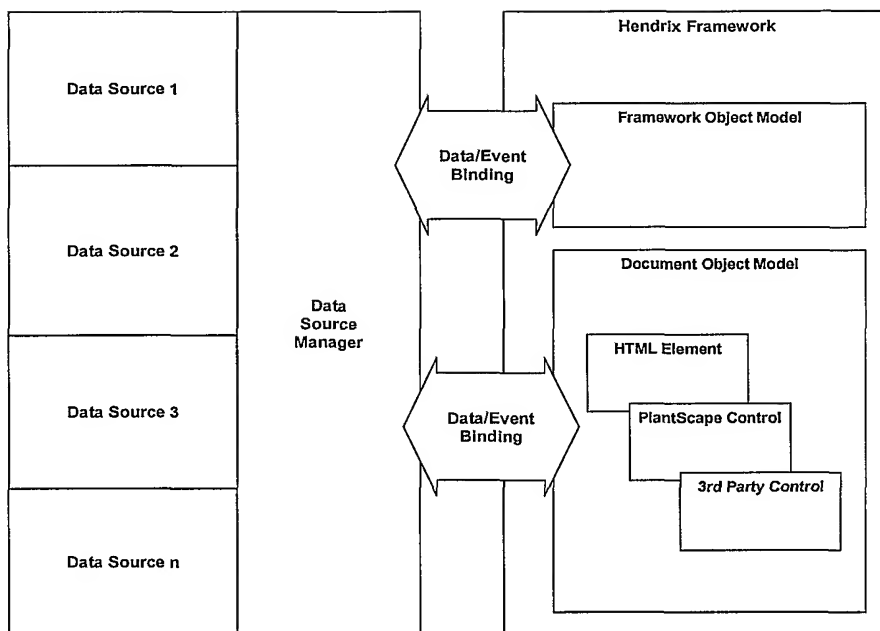 Hendrix Framework
Data Source 1
Framework Object Model
Data/Event
Binding
Data Source 2
Document Object Model
Data
Source
Manager
HTML Element
Data Source 3
Data/Event
Binding
PlantScape Control
3rd Party Control
Data Source n